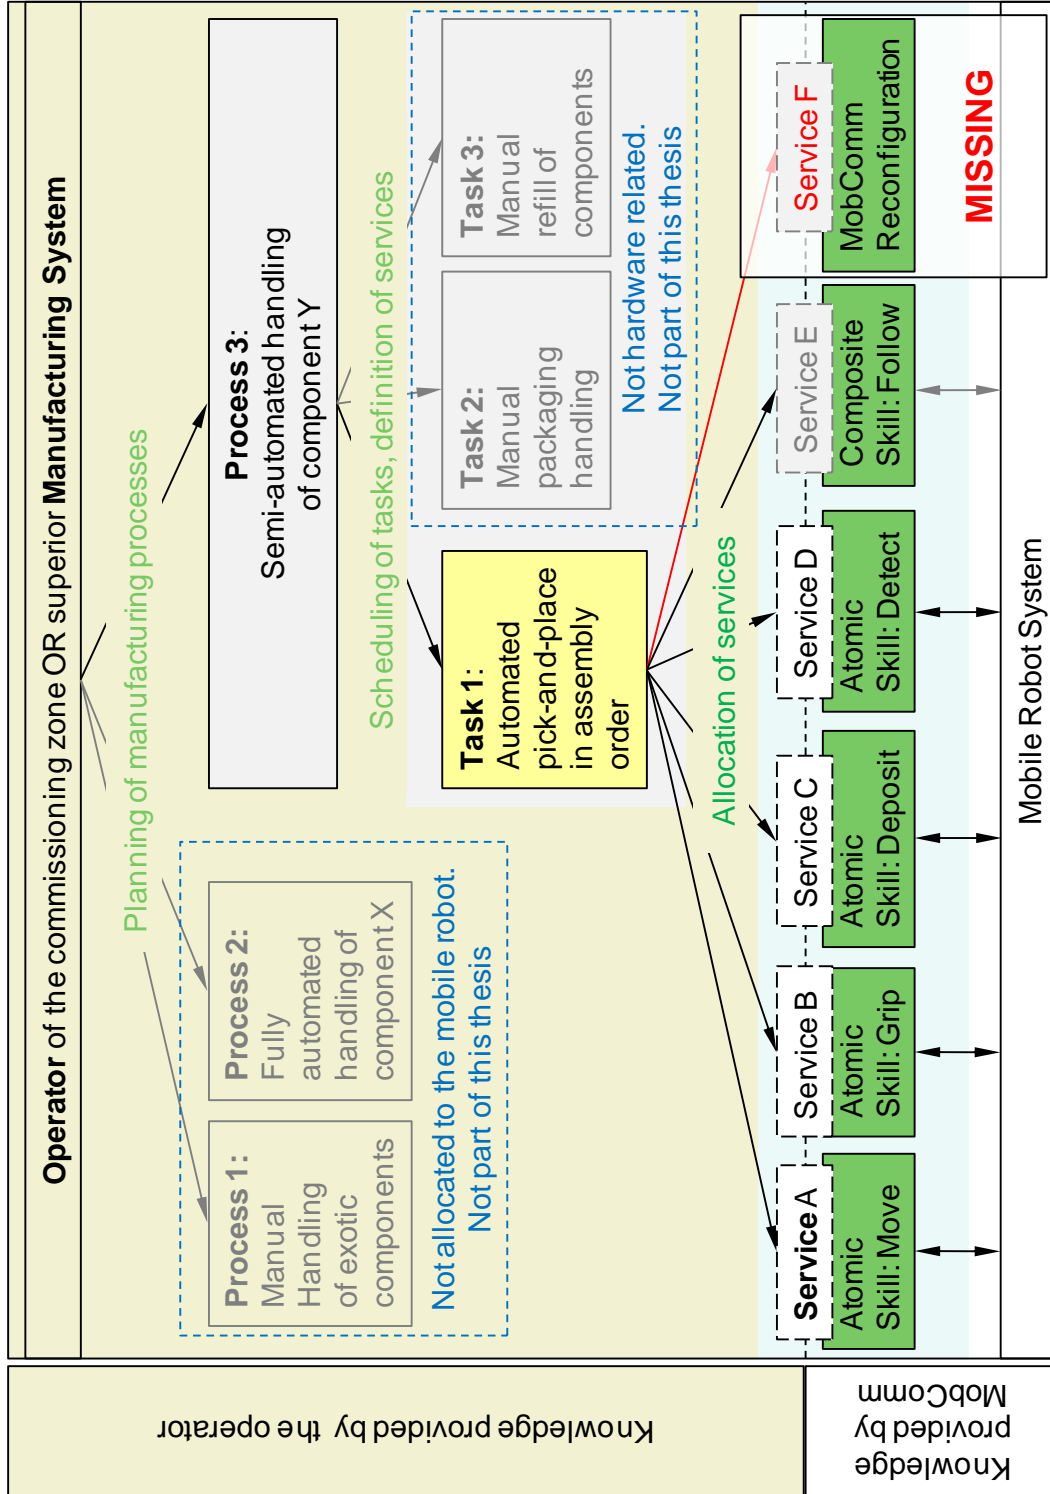 Operator of the commissioning zone OR superior Manufacturing System
Planning of manufacturing processes
Process 1:
Manual
Handling
of exotic
components
Process 2:
Fully
automated
handling of
component X
Not allocated to the mobile robot.
Not part of this thesis
Process 3:
Semi-automated handling
of component Y
Scheduling of tasks, definition of services
Task 1:
Automated
pick-and-place
in assembly
order
Task 2:
Manual
packaging
handling
Task 3:
Manual
refill of
components
Not hardware related.
Not part of this thesis
Allocation of services
Service A
Atomic
Skill: Move
Service B
Atomic
Skill: Grip
Service C
Atomic
Skill: Deposit
Service D
Atomic
Skill: Detect
Service E
Composite
Skill: Follow
Service F
MobComm
Reconfiguration
MISSING
Mobile Robot System
Knowledge provided by the operator
Knowledge
provided by
MobComm